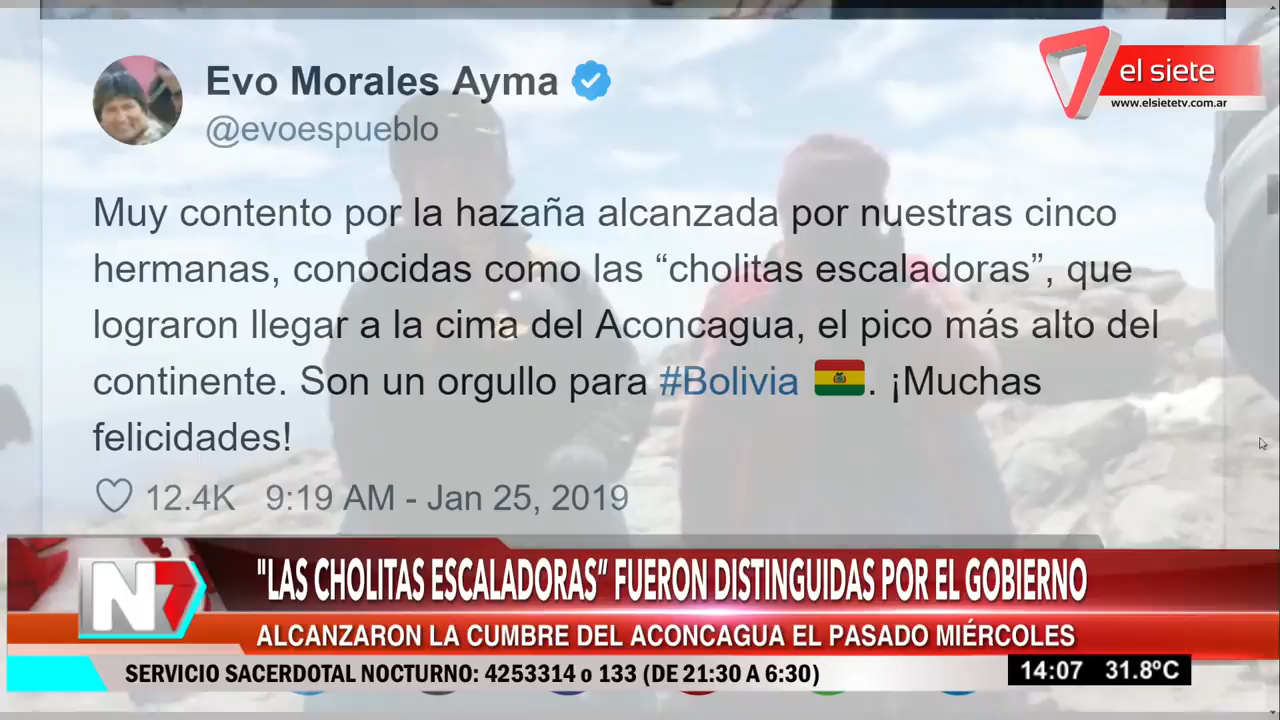 Evo Morales Ayma
@evoespueblo
el siete
www.elsietetv.com.ar
Muy contento por la hazaña alcanzada por nuestras cinco
hermanas, conocidas como las “cholitas escaladoras”, que
lograron llegar a la cima del Aconcagua, el pico más alto del
continente. Son un orgullo para #Bolivia 🇧🇴. ¡Muchas
felicidades!
12.4K 9:19 AM - Jan 25, 2019
N7
"LAS CHOLITAS ESCALADORAS” FUERON DISTINGUIDAS POR EL GOBIERNO
ALCANZARON LA CUMBRE DEL ACONCAGUA EL PASADO MIÉRCOLES
SERVICIO SACERDOTAL NOCTURNO: 4253314 o 133 (DE 21:30 A 6:30)
14:07 31.8ºC